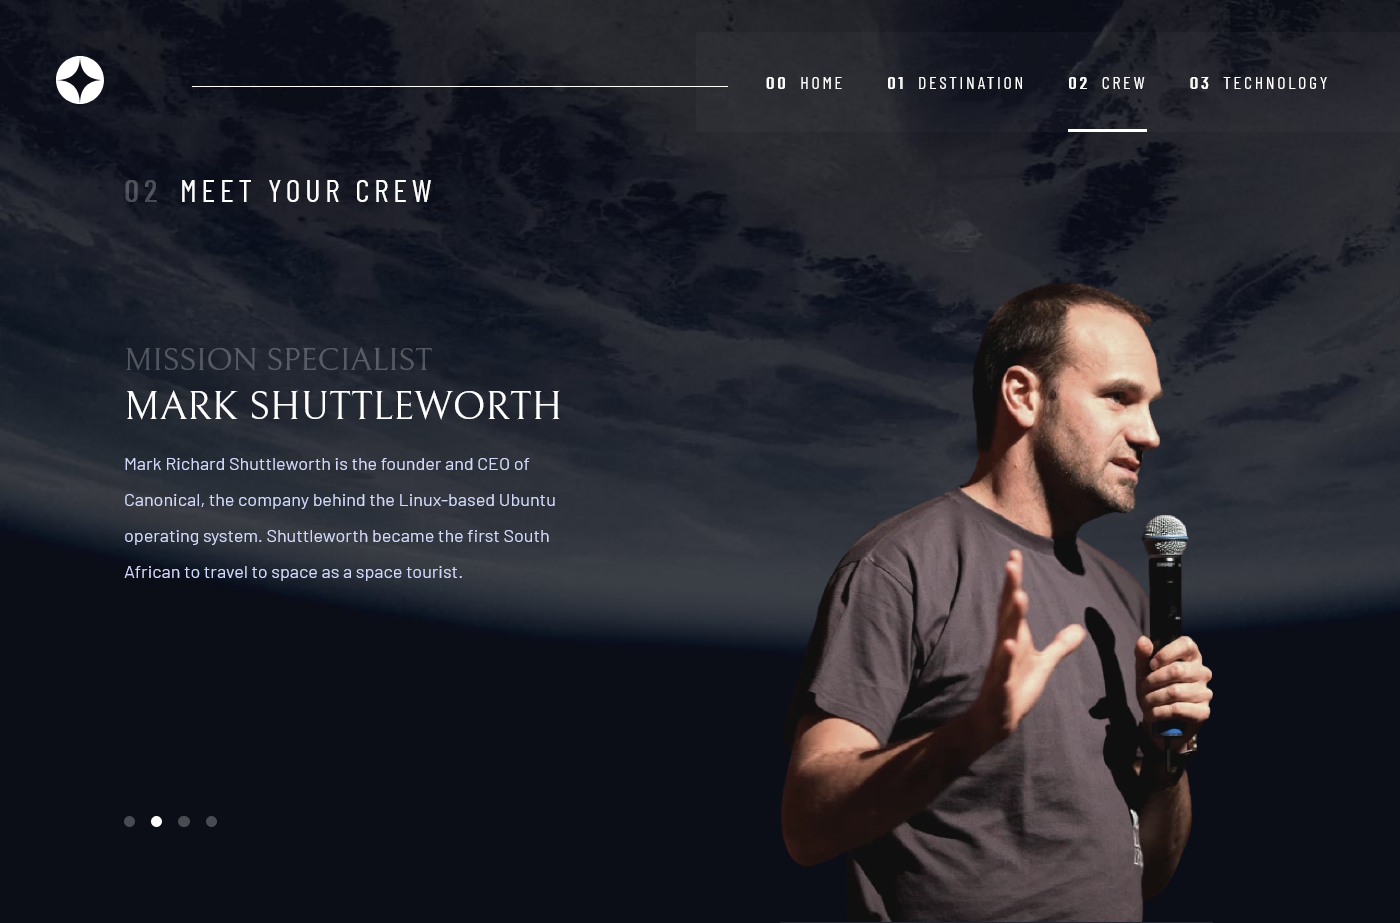 00 HOME 01 DESTINATION 02 CREW 03 TECHNOLOGY
02 MEET YOUR CREW
MISSION SPECIALIST
MARK SHUTTLEWORTH
Mark Richard Shuttleworth is the founder and CEO of
Canonical, the company behind the Linux-based Ubuntu
operating system. Shuttleworth became the first South
African to travel to space as a space tourist.